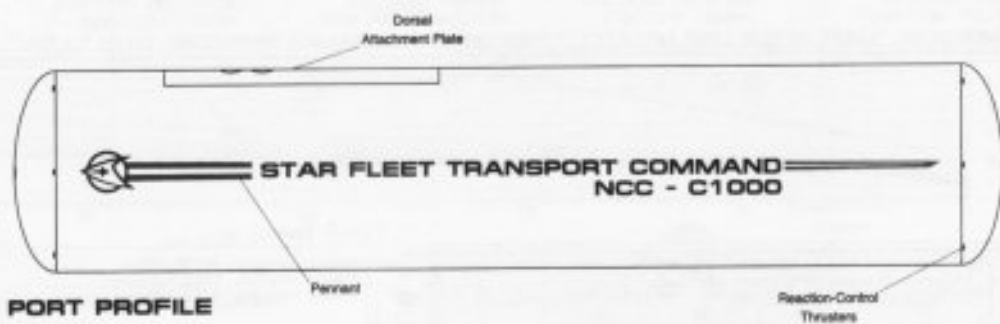 Dorsal
Attachment Plate
STAR FLEET TRANSPORT COMMAND
NCC - C1000
Pennant
PORT PROFILE
Reaction-Control
Thrusters